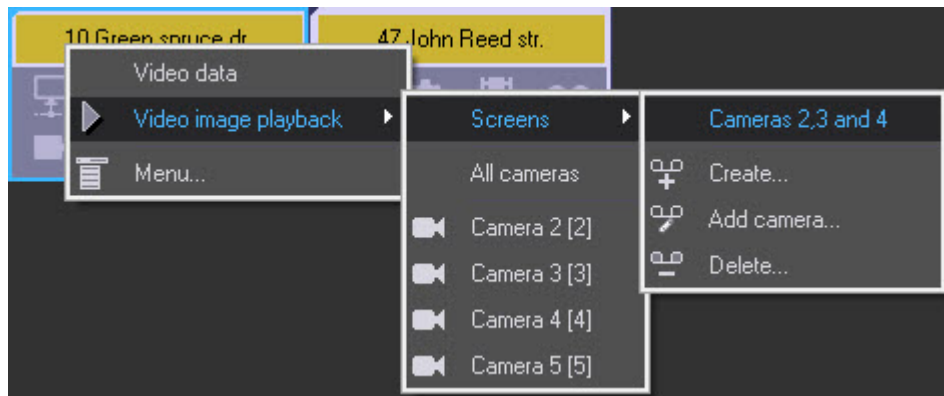 10 Green spruce dr.
47 John Reed str.
Video data
Video image playback
Menu...
Screens
All cameras
Camera 2 [2]
Camera 3 [3]
Camera 4 [4]
Camera 5 [5]
Cameras 2,3 and 4
Create...
Add camera...
Delete...